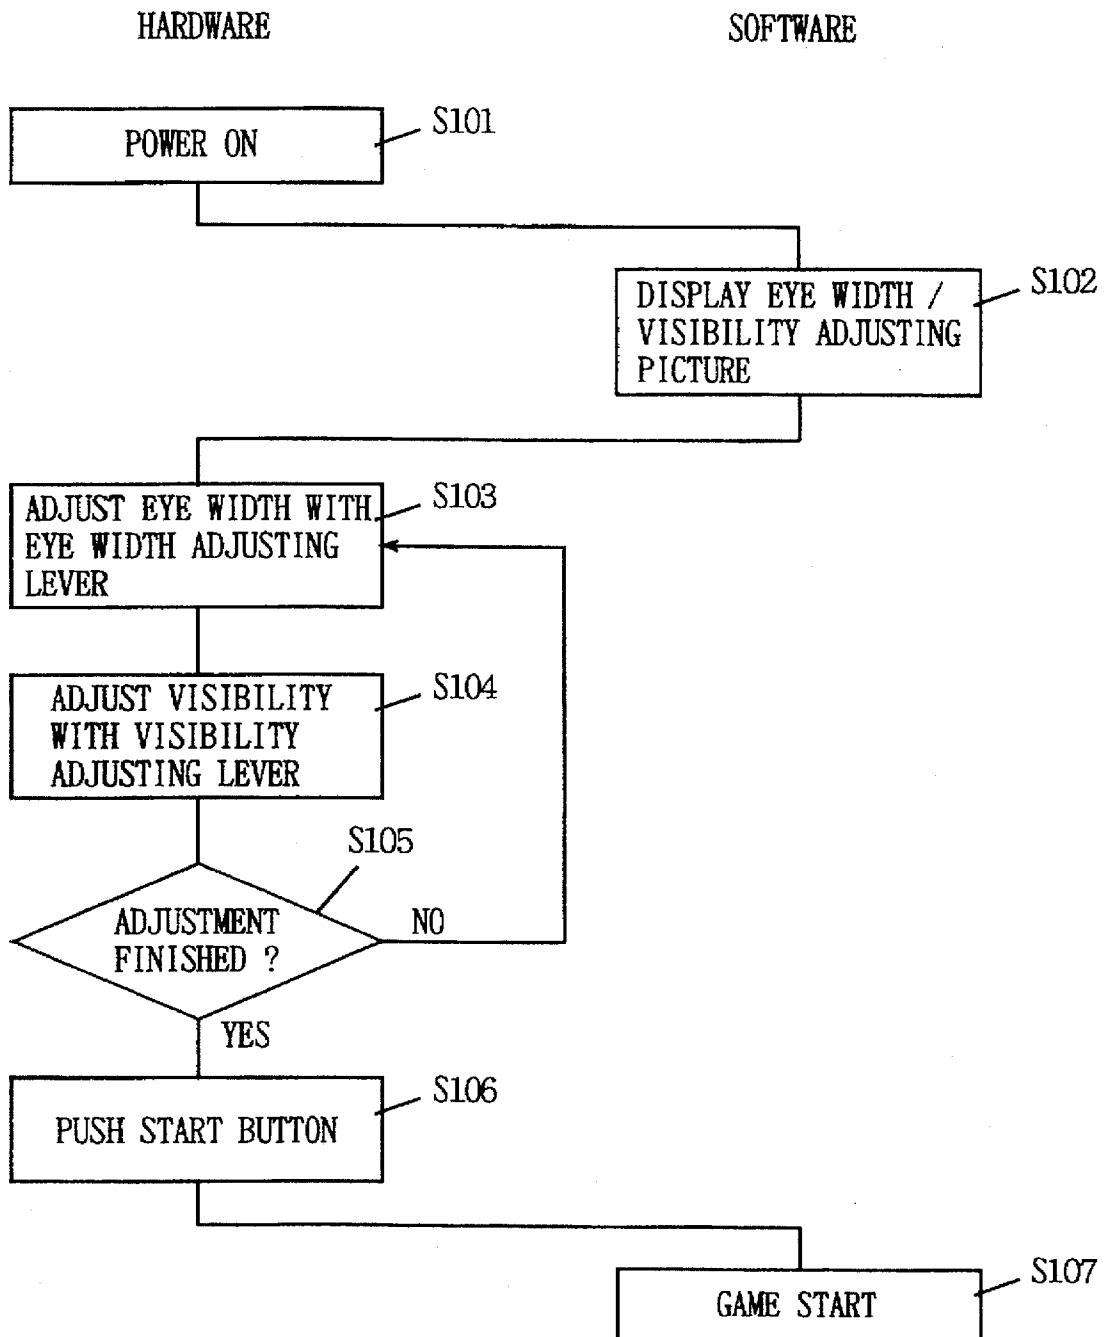 HARDWARE
SOFTWARE
POWER ON
S101
DISPLAY EYE WIDTH /
VISIBILITY ADJUSTING
PICTURE
S102
ADJUST EYE WIDTH WITH
EYE WIDTH ADJUSTING
LEVER
S103
ADJUST VISIBILITY
WITH VISIBILITY
ADJUSTING LEVER
S104
S105
ADJUSTMENT
FINISHED ?
NO
YES
PUSH START BUTTON
S106
GAME START
S107